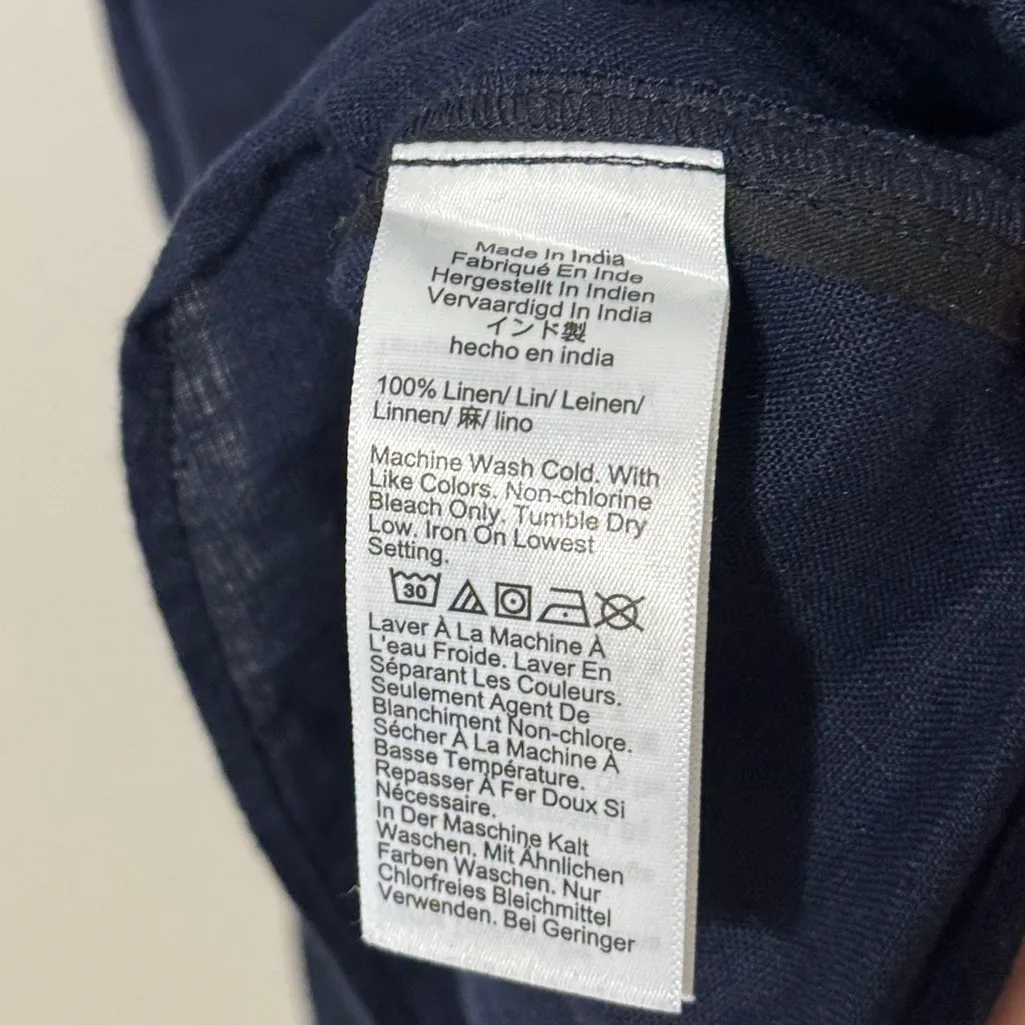 Made In India
Fabriqué En Inde
Hergestellt In Indien
Vervaardigd In India
インド製
hecho en india
100% Linen/ Lin/ Leinen/
Linnen/ 麻/ lino
Machine Wash Cold. With
Like Colors. Non-chlorine
Bleach Only. Tumble Dry
Low. Iron On Lowest
Setting.
30
Laver À La Machine À
L'eau Froide. Laver En
Séparant Les Couleurs.
Seulement Agent De
Blanchiment Non-chlore.
Sécher À La Machine À
Basse Température.
Repasser À Fer Doux Si
Nécessaire.
In Der Maschine Kalt
Waschen, Mit Ähnlichen
Farben Waschen. Nur
Chlorfreies Bleichmittel
Verwenden. Bei Geringer